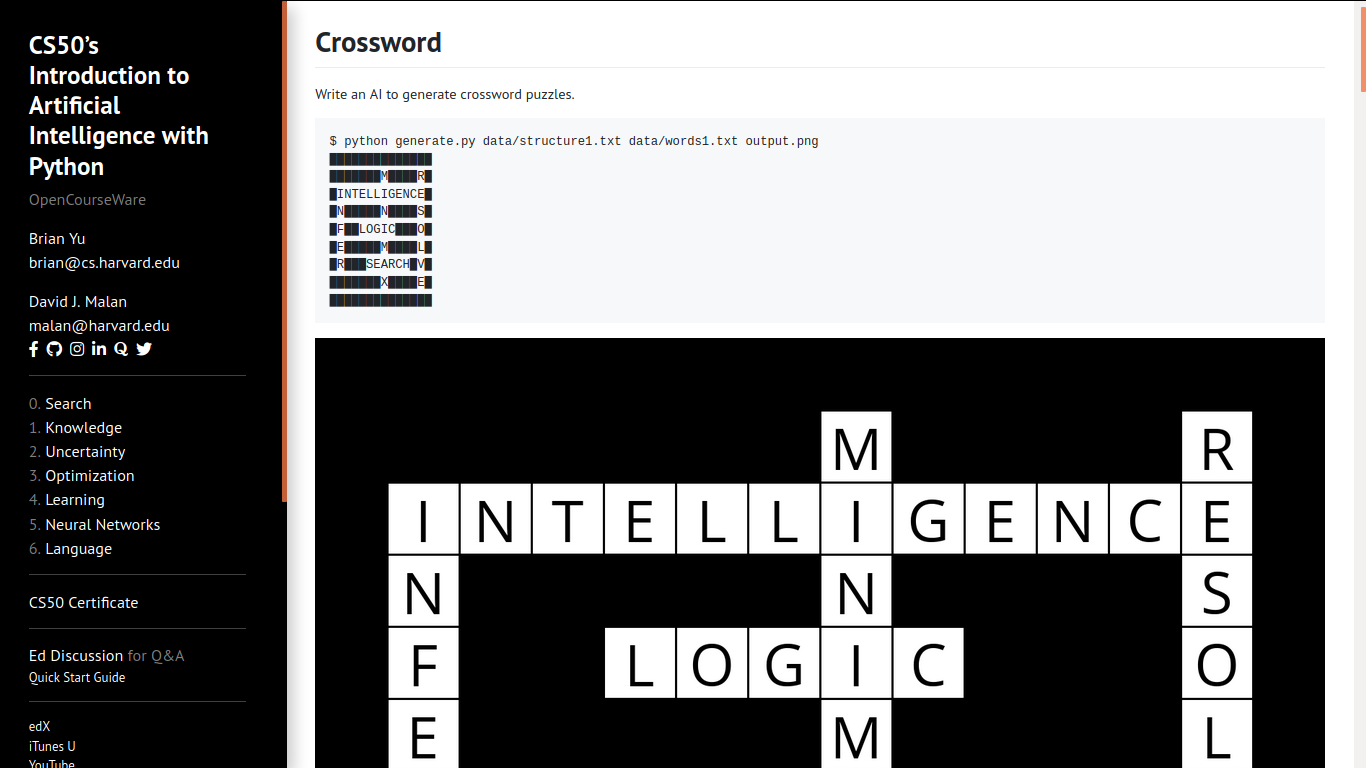 CS50’s
Introduction to
Artificial
Intelligence with
Python
OpenCourseWare
Brian Yu
brian@cs.harvard.edu
David J. Malan
malan@harvard.edu
0. Search
1. Knowledge
2. Uncertainty
3. Optimization
4. Learning
5. Neural Networks
6. Language
CS50 Certificate
Ed Discussion for Q&A
Quick Start Guide
edX
iTunes U
YouTube
Crossword
Write an AI to generate crossword puzzles.
$ python generate.py data/structure1.txt data/words1.txt output.png
██████████████
███████M████R█
█INTELLIGENCE█
█N█████N████S█
█F██LOGIC███O█
█E█████M████L█
█R███SEARCH█V█
███████X████E█
██████████████
M R
I N T E L L I G E N C E
N N S
F L O G I C O
E M L